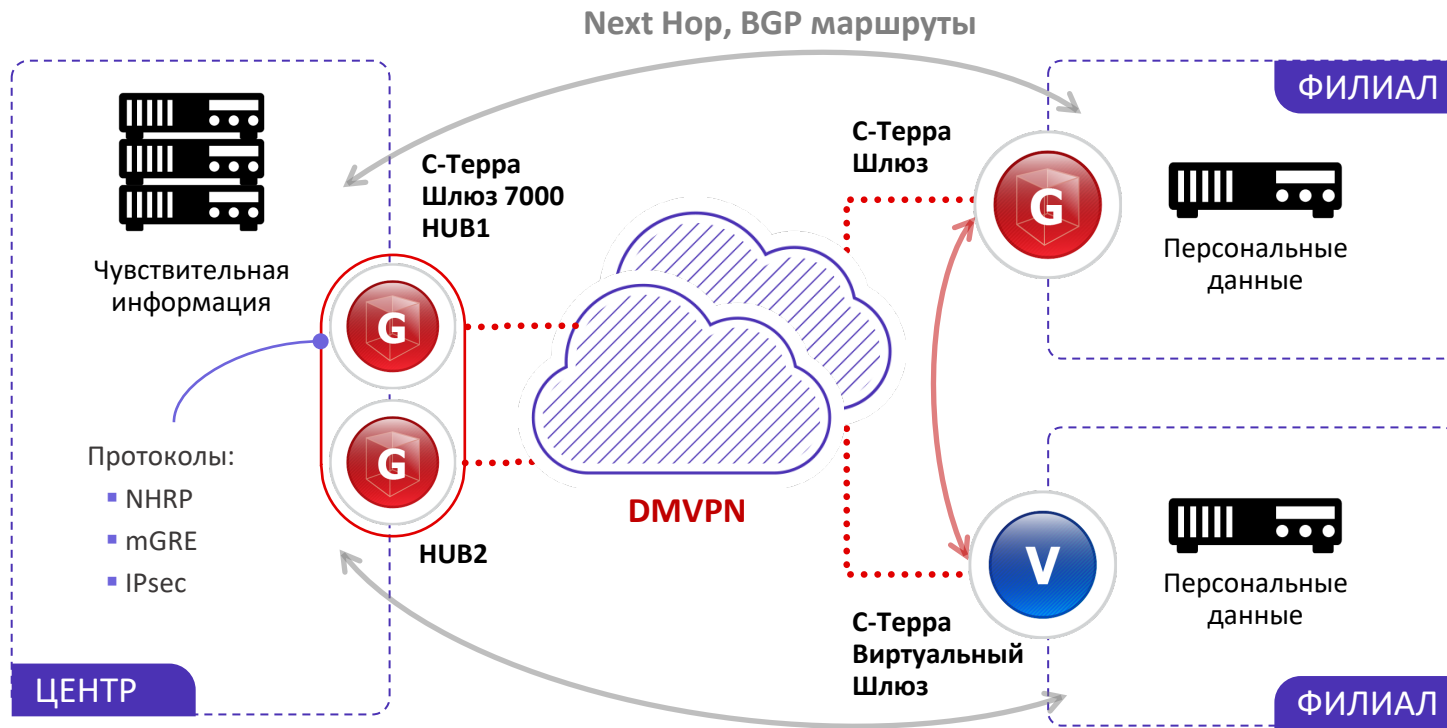 Next Hop, BGP маршруты
ФИЛИАЛ
С-Терра
Шлюз 7000
HUB1
С-Терра
Шлюз
G
Персональные
данные
Чувствительная
информация
G
G
DMVPN
HUB2
Протоколы:
NHRP
mGRE
IPsec
V
Персональные
данные
С-Терра
Виртуальный
Шлюз
ЦЕНТР
ФИЛИАЛ